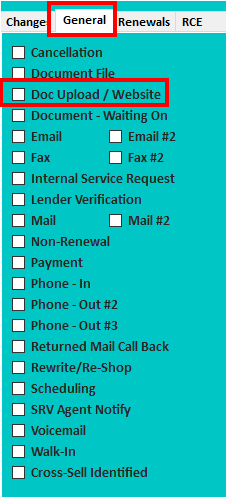 Changes General Renewals RCE
Cancellation
Document File
Doc Upload / Website
Document - Waiting On
Email Email #2
Fax Fax #2
Internal Service Request
Lender Verification
Mail Mail #2
Non-Renewal
Payment
Phone - In
Phone - Out #2
Phone - Out #3
Returned Mail Call Back
Rewrite/Re-Shop
Scheduling
SRV Agent Notify
Voicemail
Walk-In
Cross-Sell Identified